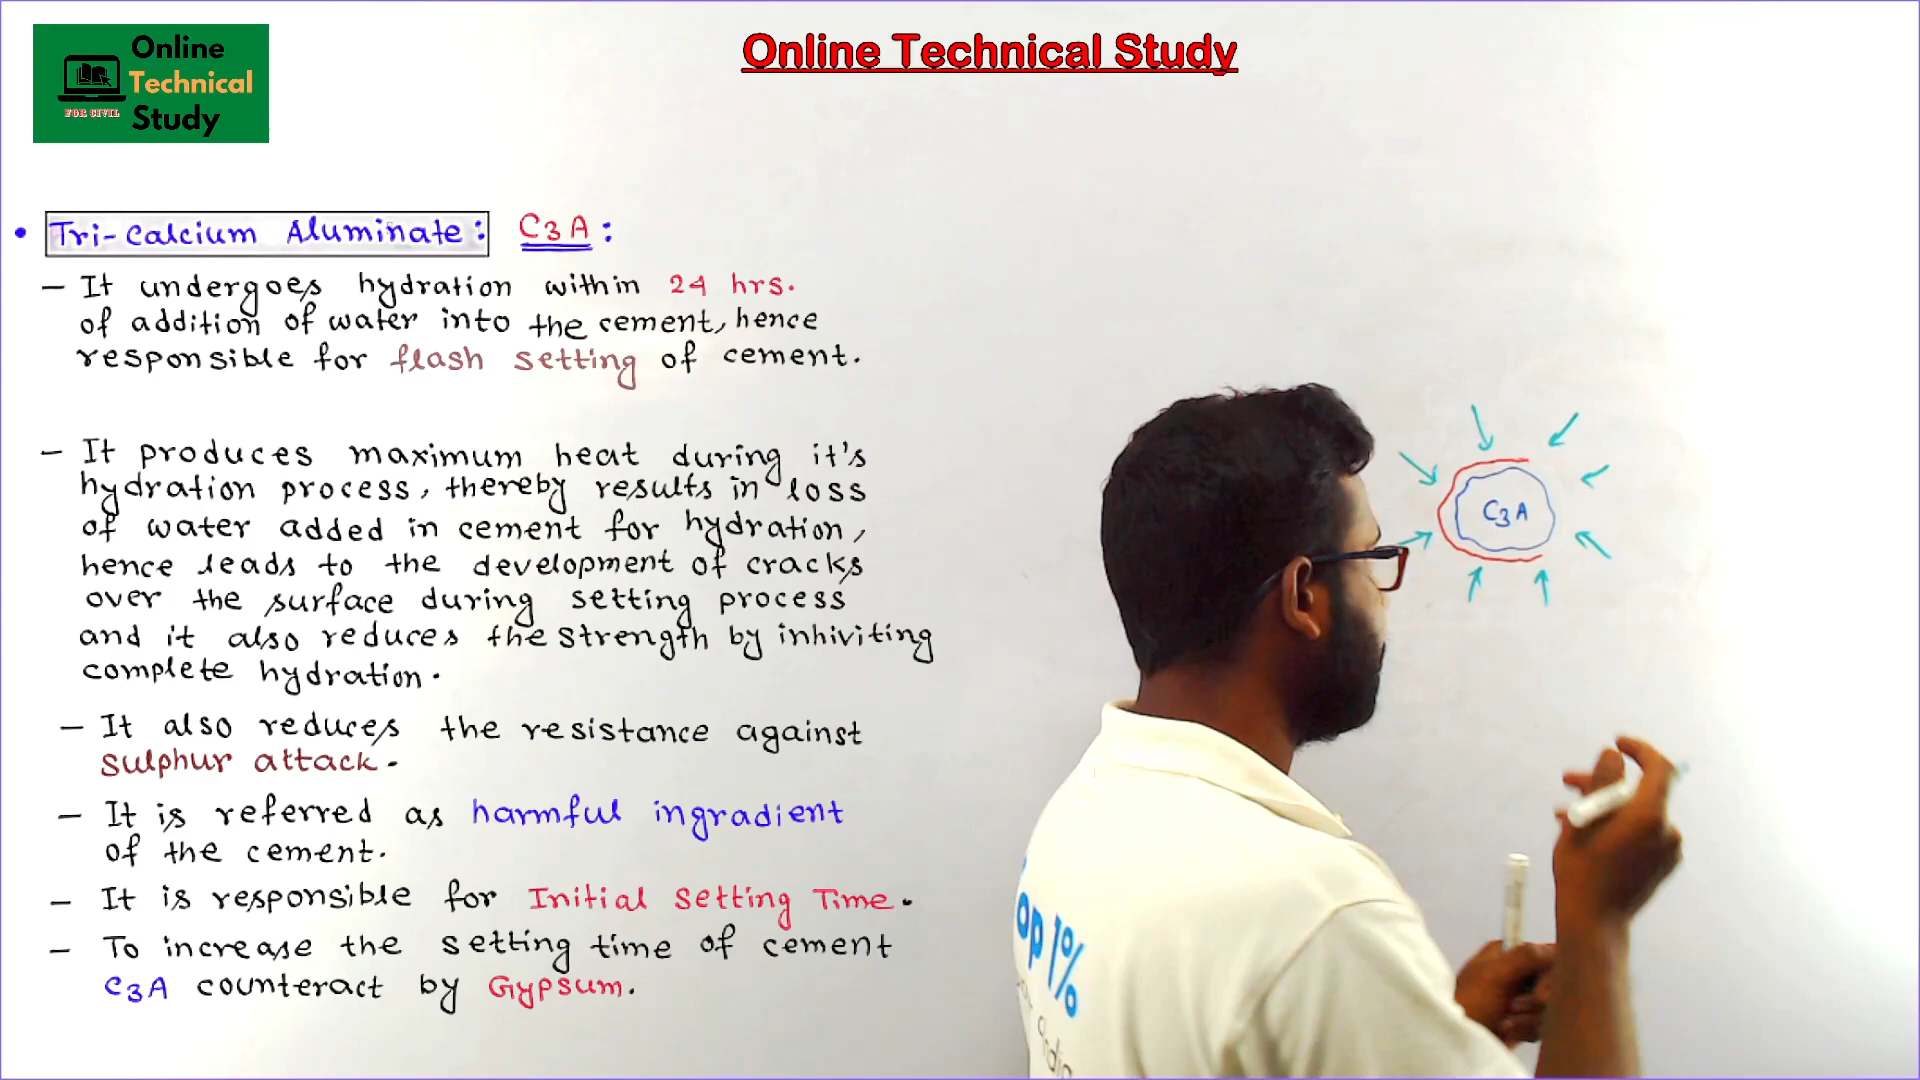 Online
Technical
FOR CIVIL
Study
Online Technical Study
• Tri-Calcium Aluminate: C3A:
– It undergoes hydration within 24 hrs.
of addition of water into the cement, hence
responsible for flash setting of cement.
– It produces maximum heat during it's
hydration process, thereby results in loss
of water added in cement for hydration,
hence leads to the development of cracks
over the surface during setting process
and it also reduces the strength by inhiviting
complete hydration.
– It also reduces the resistance against
sulphur attack.
– It is referred as harmful ingradient
of the cement.
– It is responsible for Initial Setting Time.
– To increase the setting time of cement
C3A counteract by Gypsum.
C3A
op 1%